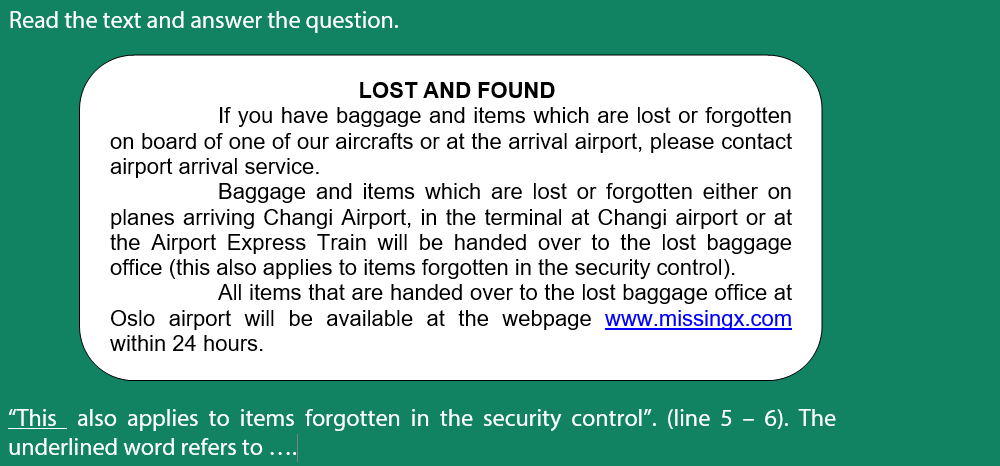 Read the text and answer the question.
LOST AND FOUND
If you have baggage and items which are lost or forgotten
on board of one of our aircrafts or at the arrival airport, please contact
airport arrival service.
Baggage and items which are lost or forgotten either on
planes arriving Changi Airport, in the terminal at Changi airport or at
the Airport Express Train will be handed over to the lost baggage
office (this also applies to items forgotten in the security control).
All items that are handed over to the lost baggage office at
Oslo airport will be available at the webpage www.missingx.com
within 24 hours.
“This also applies to items forgotten in the security control”. (line 5 – 6). The
underlined word refers to ….